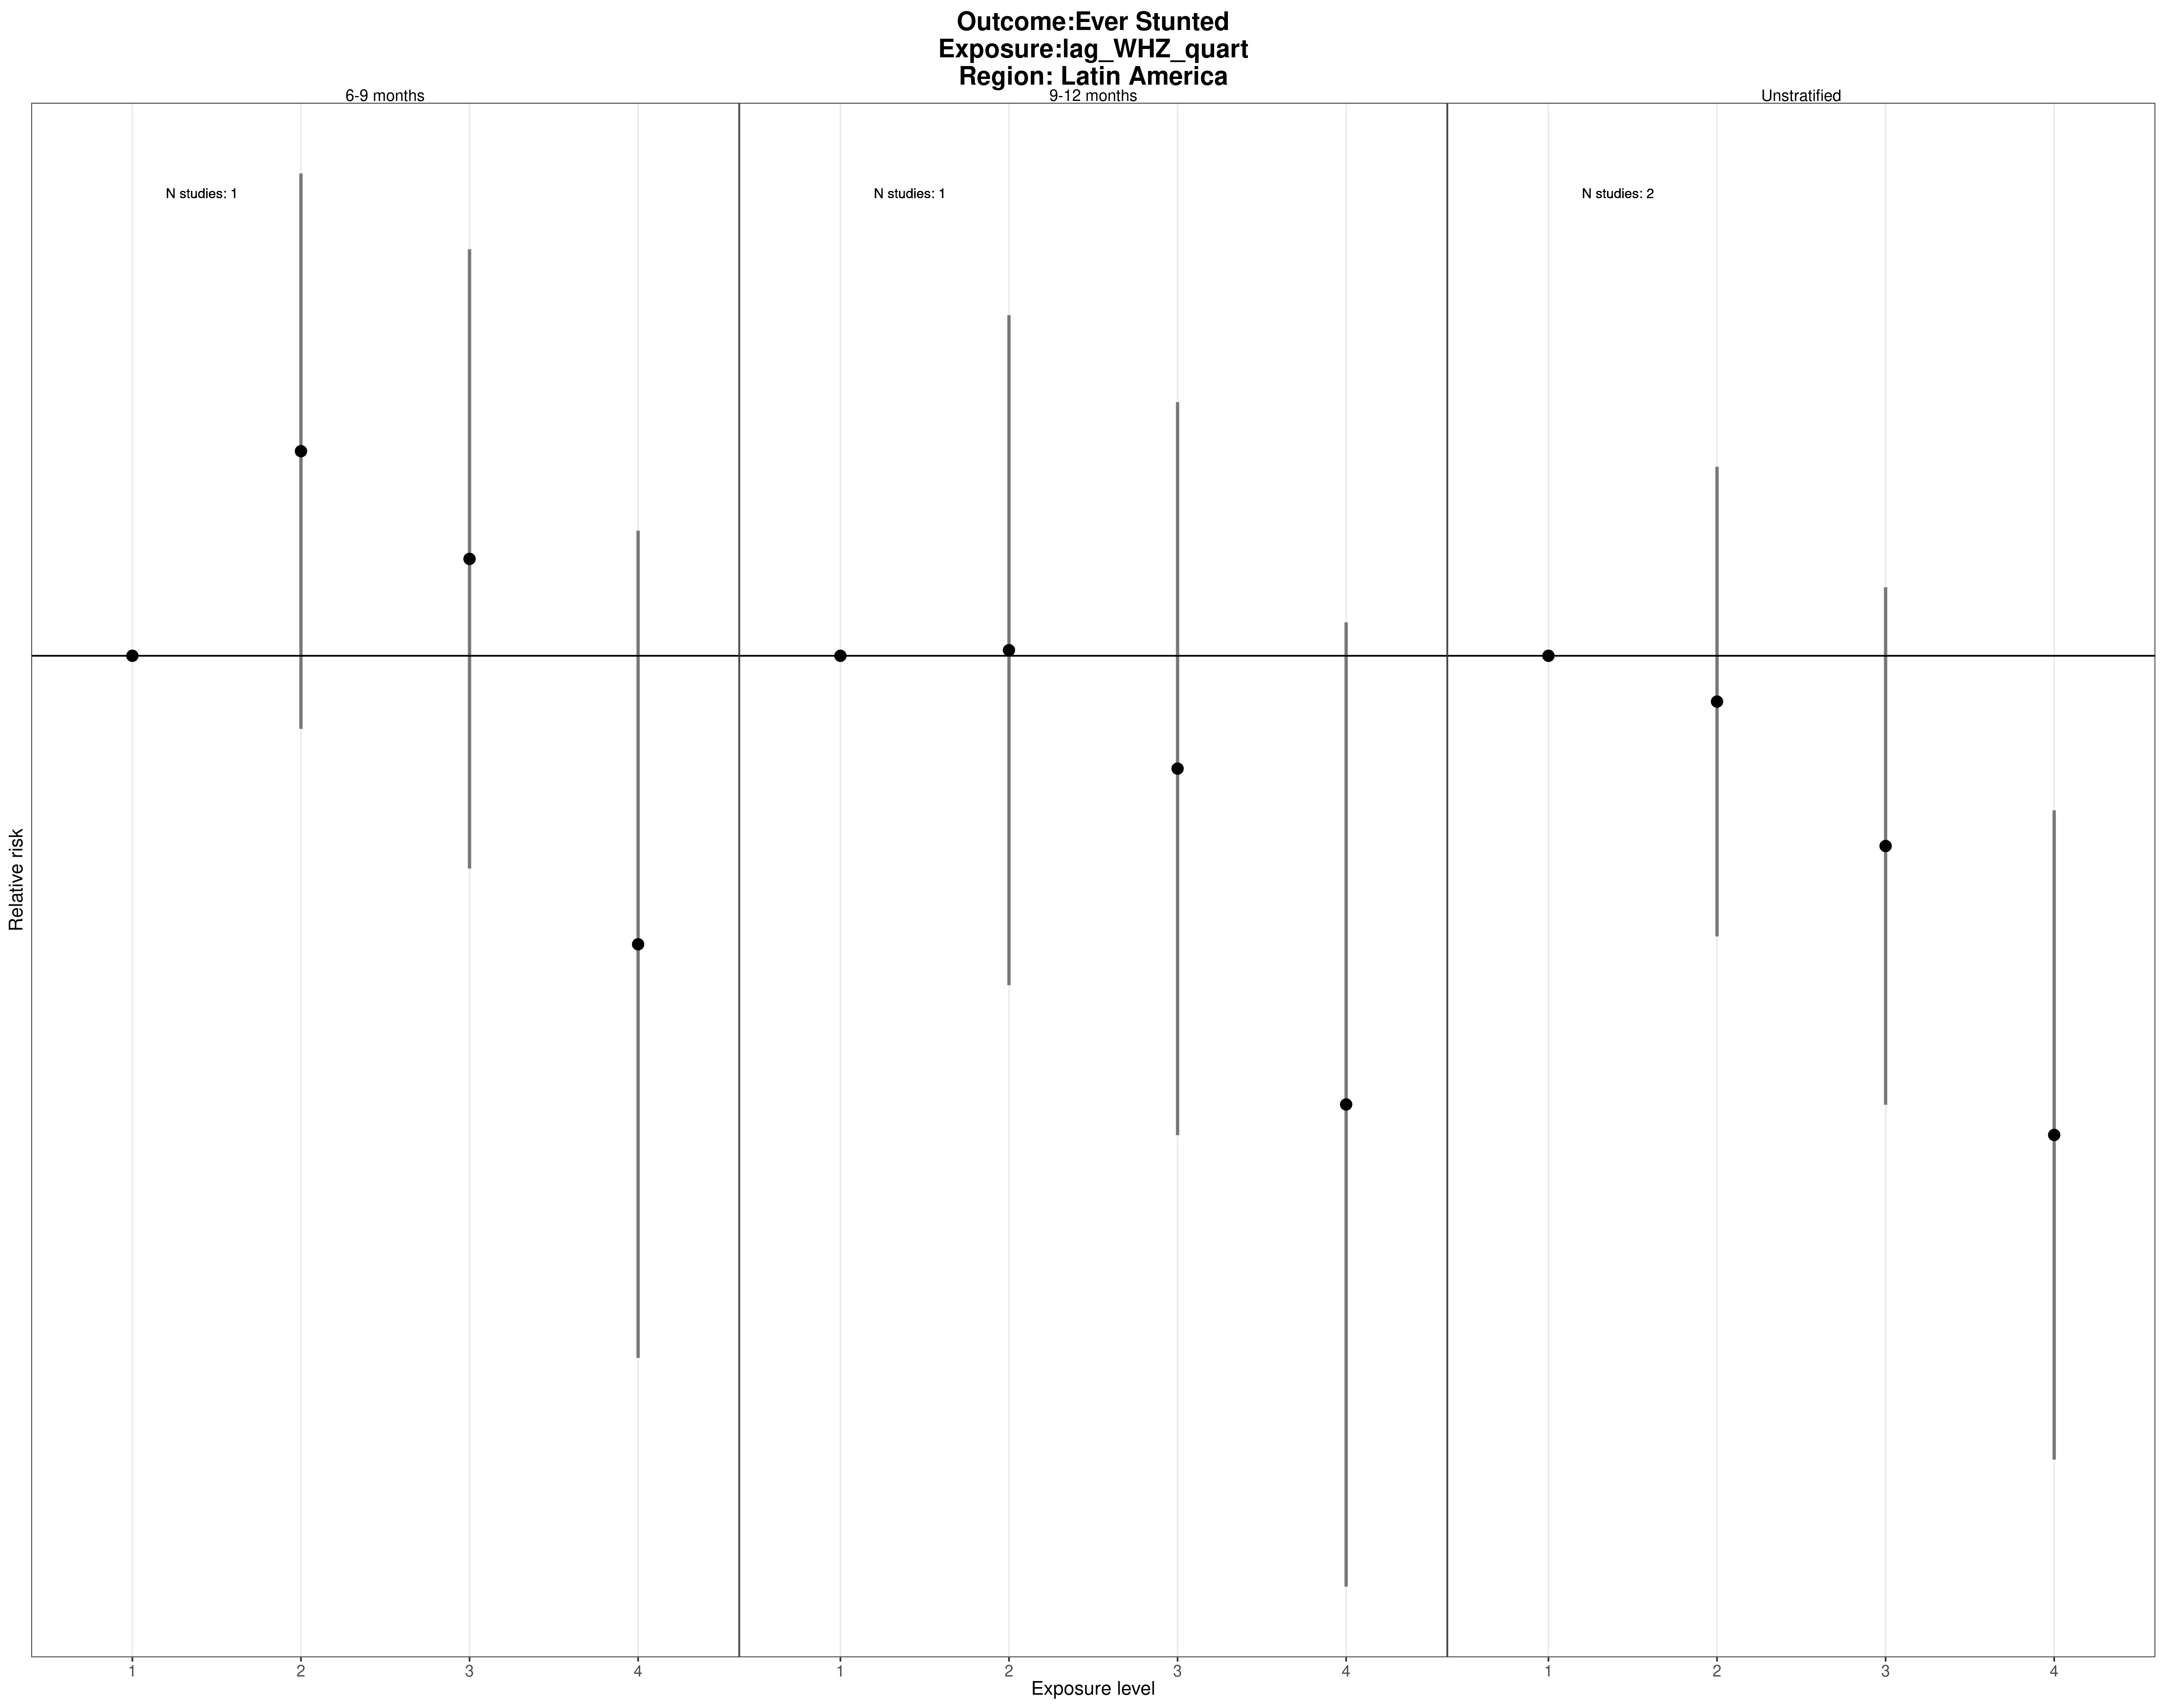 Outcome:Ever Stunted
Exposure:lag_WHZ_quart
Region: Latin America
6-9 months
9-12 months
Unstratified
N studies: 1
N studies: 1
N studies: 2
Relative risk
1
2
3
4
1
2
3
4
1
2
3
4
Exposure level